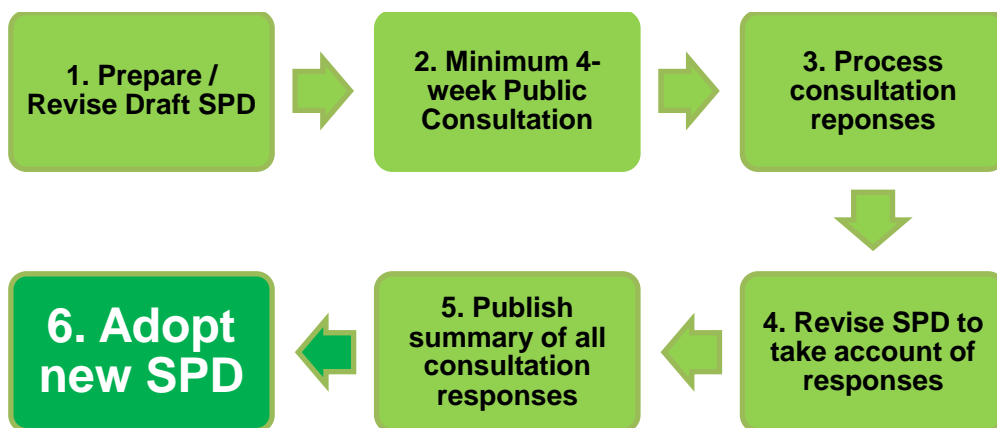 1. Prepare /
Revise Draft SPD
2. Minimum 4-
week Public
Consultation
3. Process
consultation
reponses
4. Revise SPD to
take account of
responses
5. Publish
summary of all
consultation
responses
6. Adopt
new SPD